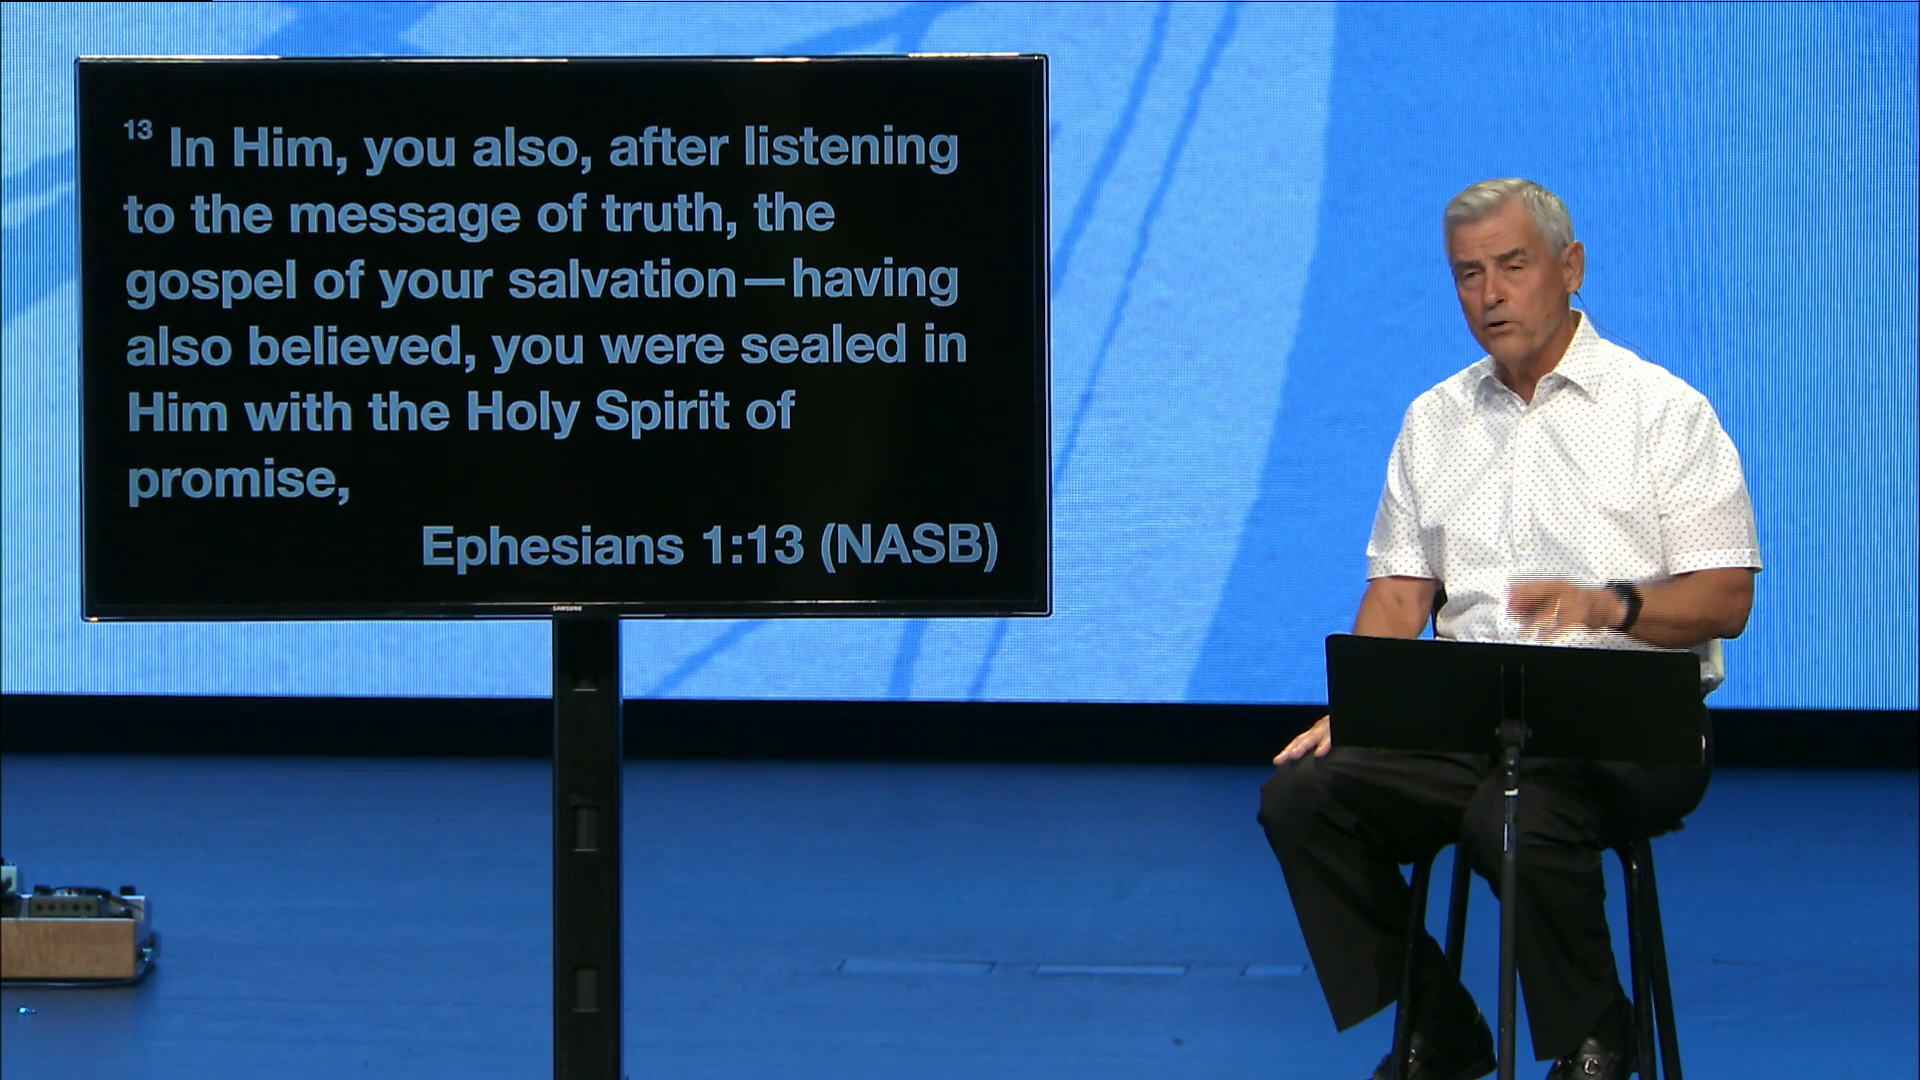 13 In Him, you also, after listening
to the message of truth, the
gospel of your salvation—having
also believed, you were sealed in
Him with the Holy Spirit of
promise,
Ephesians 1:13 (NASB)
SAMSUNG